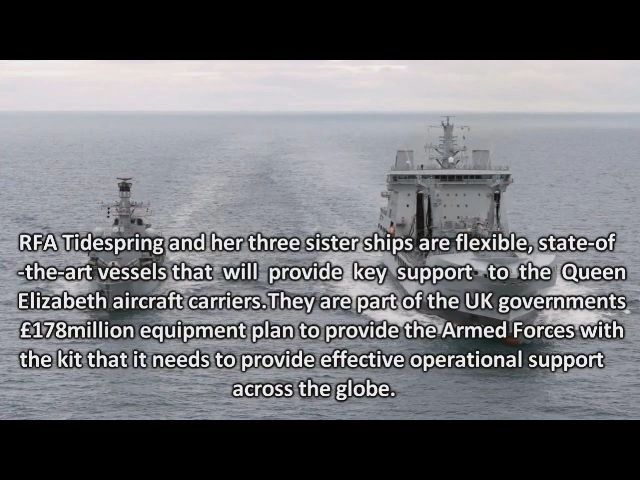 RFA Tidespring and her three sister ships are flexible, state-of
-the-art vessels that will provide key support to the Queen
Elizabeth aircraft carriers.They are part of the UK governments
£178million equipment plan to provide the Armed Forces with
the kit that it needs to provide effective operational support
across the globe.